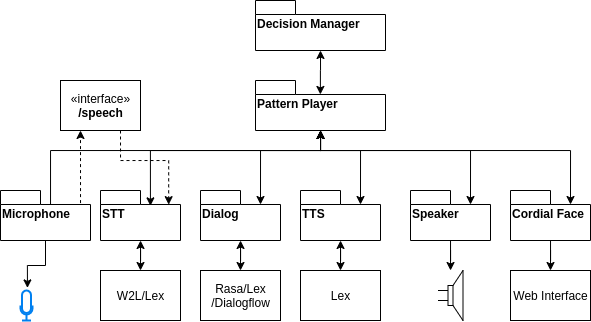 Decision Manager
«interface»
/speech
Pattern Player
Microphone
STT
Dialog
TTS
Speaker
Cordial Face
W2L/Lex
Rasa/Lex
/Dialogflow
Lex
Web Interface